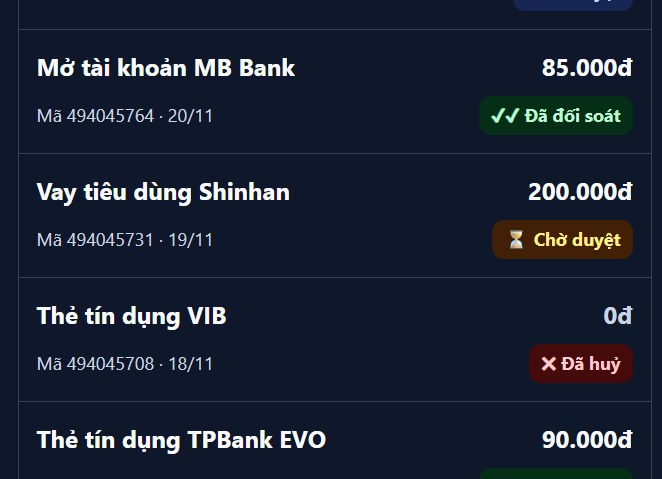 Mở tài khoản MB Bank 85.000đ
Mã 494045764 · 20/11 ✓✓ Đã đối soát
Vay tiêu dùng Shinhan 200.000đ
Mã 494045731 · 19/11 ⏳ Chờ duyệt
Thẻ tín dụng VIB 0đ
Mã 494045708 · 18/11 ❌ Đã huỷ
Thẻ tín dụng TPBank EVO 90.000đ